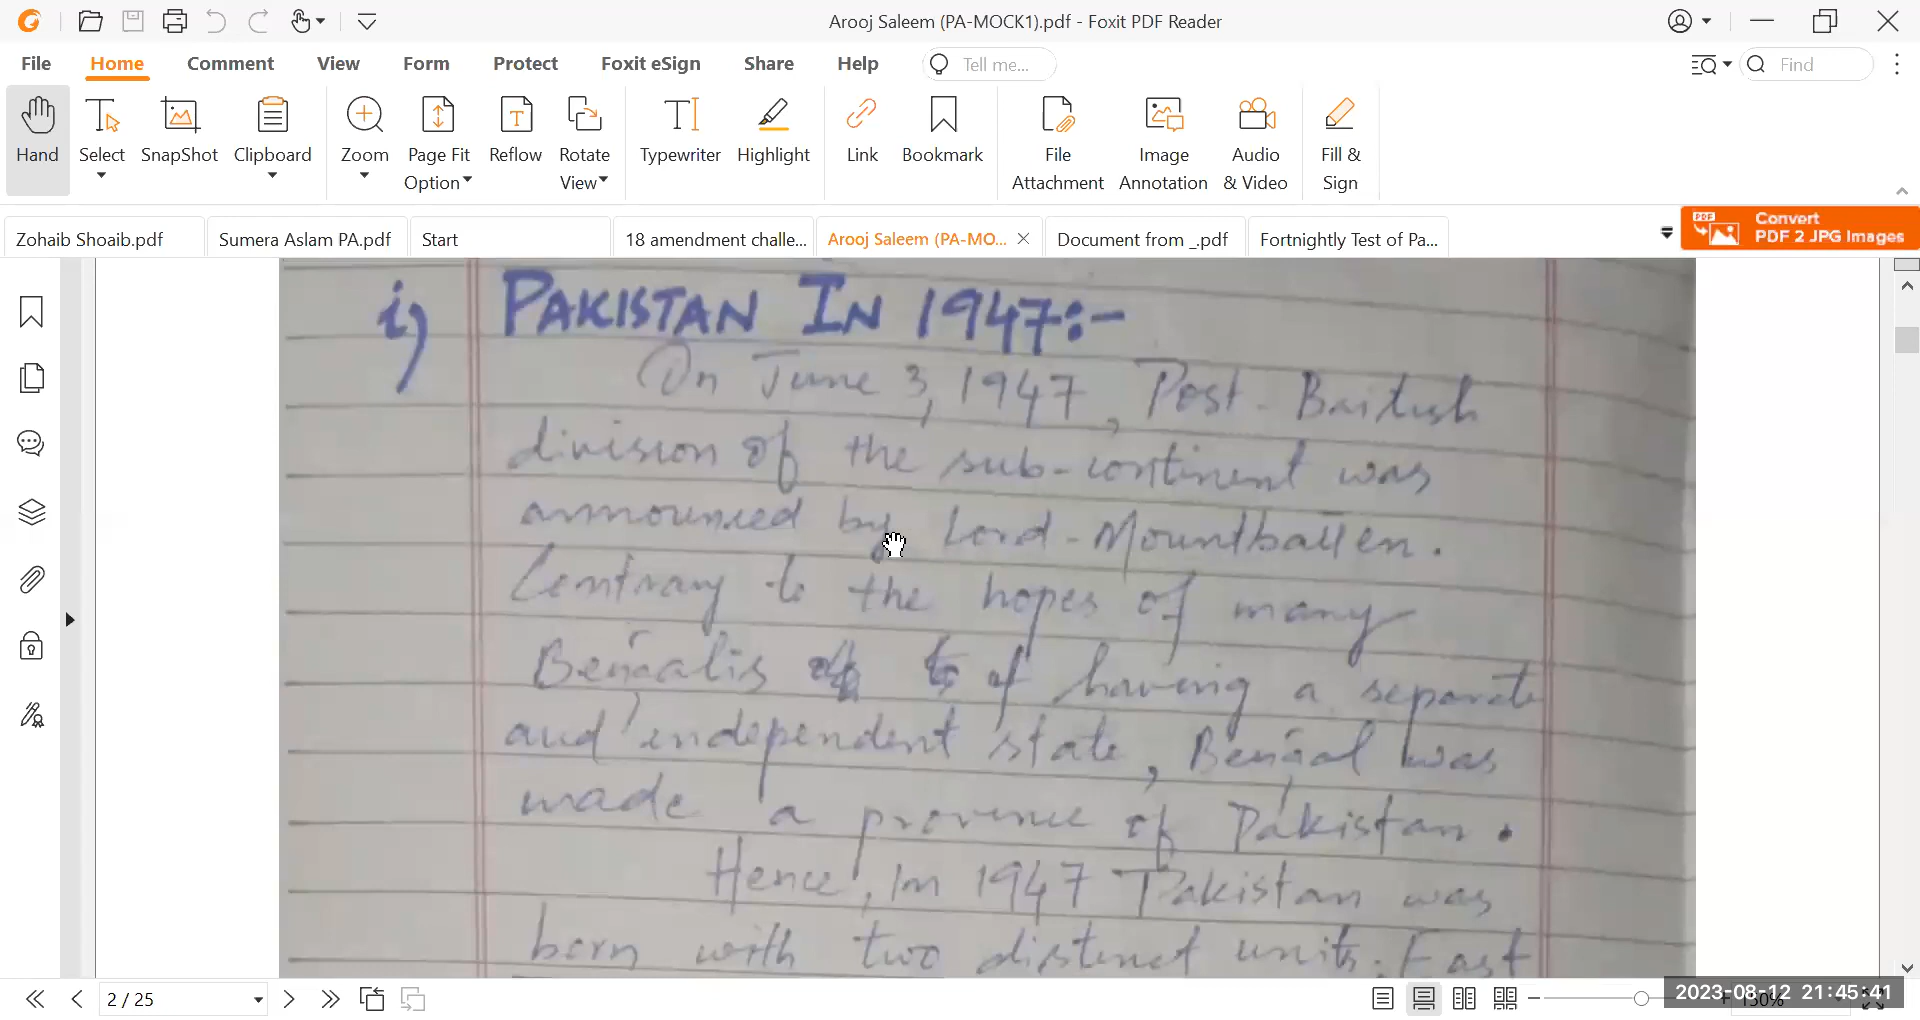 Arooj Saleem (PA-MOCK1).pdf - Foxit PDF Reader
File Home Comment View Form Protect Foxit eSign Share Help Tell me... Find
Hand Select SnapShot Clipboard Zoom Page Fit Option Reflow Rotate View Typewriter Highlight Link Bookmark File Attachment Image Annotation Audio & Video Fill & Sign
Zohaib Shoaib.pdf Sumera Aslam PA.pdf Start 18 amendment challe... Arooj Saleem (PA-MO... Document from _.pdf Fortnightly Test of Pa...
PDF Convert
PDF 2 JPG Images
i) PAKISTAN IN 1947:-
On June 3, 1947, Post-British
division of the sub-continent was
announced by Lord-Mountbatten.
Contrary to the hopes of many
Bengalis of having a separate
and independent state, Bengal was
made a province of Pakistan.
Hence, In 1947 Pakistan was
born with two distinct units. East
2 / 25
2023-08-12 21:45:41
130%